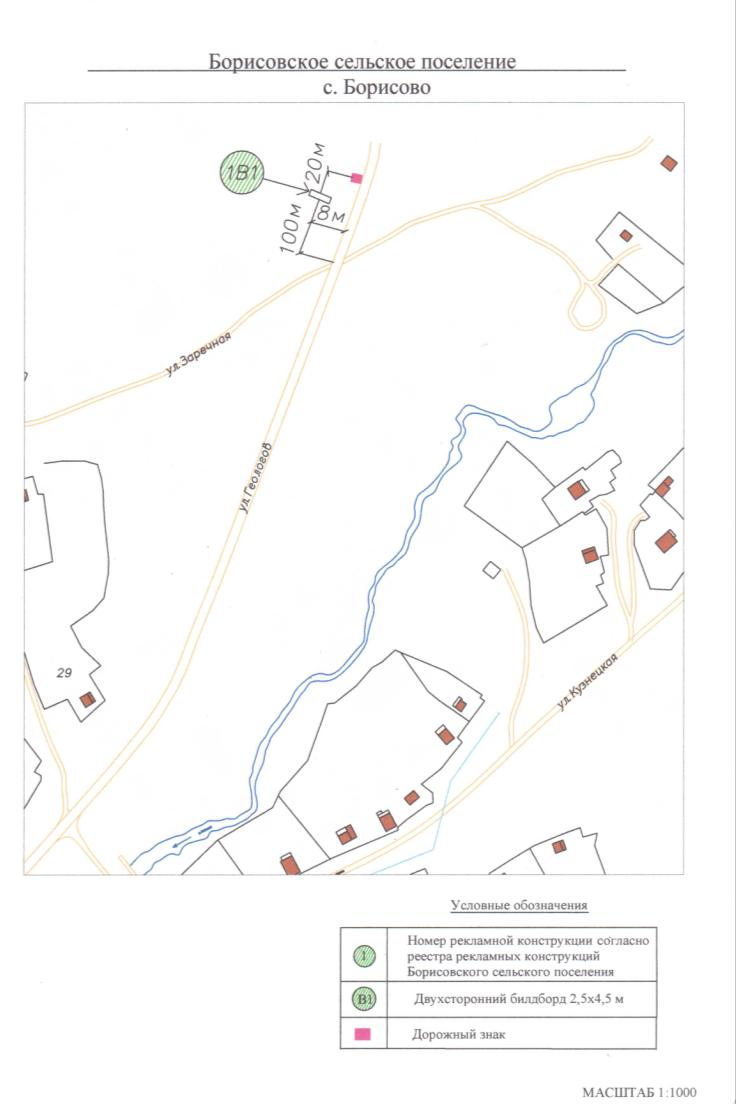 Борисовское сельское поселение
с. Борисово
1В1
120м
100м
8м
ул.Заречная
ул.Геологов
29
ул.Кузнецкая
Условные обозначения
1
Номер рекламной конструкции согласно
реестра рекламных конструкций
Борисовского сельского поселения
В1
Двухсторонний билдборд 2,5х4,5 м
Дорожный знак
МАСШТАБ 1:1000